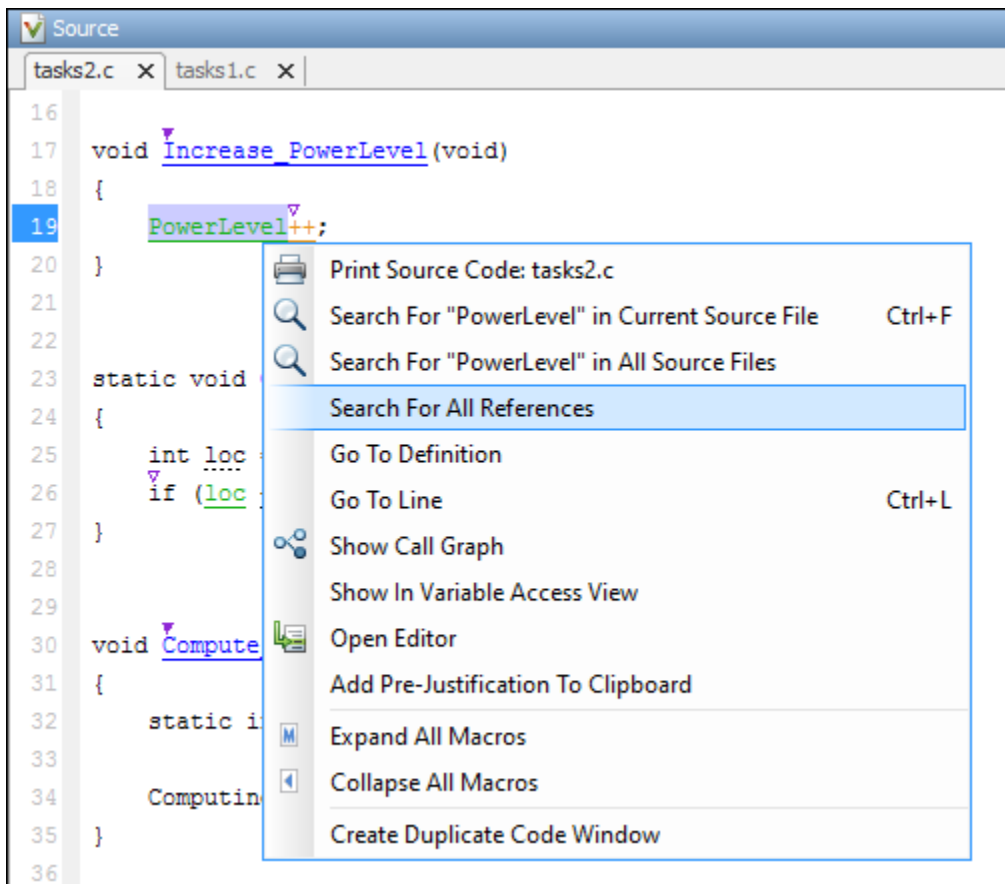 Source
tasks2.c X tasks1.c X
16
17 void Increase_PowerLevel(void)
18 {
19 PowerLevel++;
20 }
Print Source Code: tasks2.c
21
Search For "PowerLevel" in Current Source File Ctrl+F
22
Search For "PowerLevel" in All Source Files
23 static void
24 {
Search For All References
25 int loc
Go To Definition
26 if (loc
Go To Line Ctrl+L
27 }
Show Call Graph
28
Show In Variable Access View
29
30 void Compute_
Open Editor
31 {
Add Pre-Justification To Clipboard
32 static i
Expand All Macros
33
Collapse All Macros
34 Computin
35 }
Create Duplicate Code Window
36